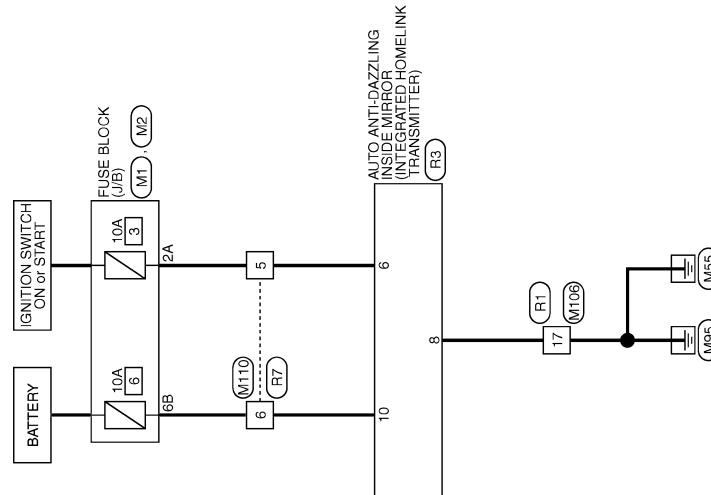 IGNITION SWITCH
ON or START
BATTERY
FUSE BLOCK
(J/B)
M1 , M2
10A
3
2A
10A
6
6B
5
M110
6
R7
AUTO ANTI-DAZZLING
INSIDE MIRROR
(INTEGRATED HOMELINK
TRANSMITTER)
R3
6
10
8
R1
17
M106
M55
M95